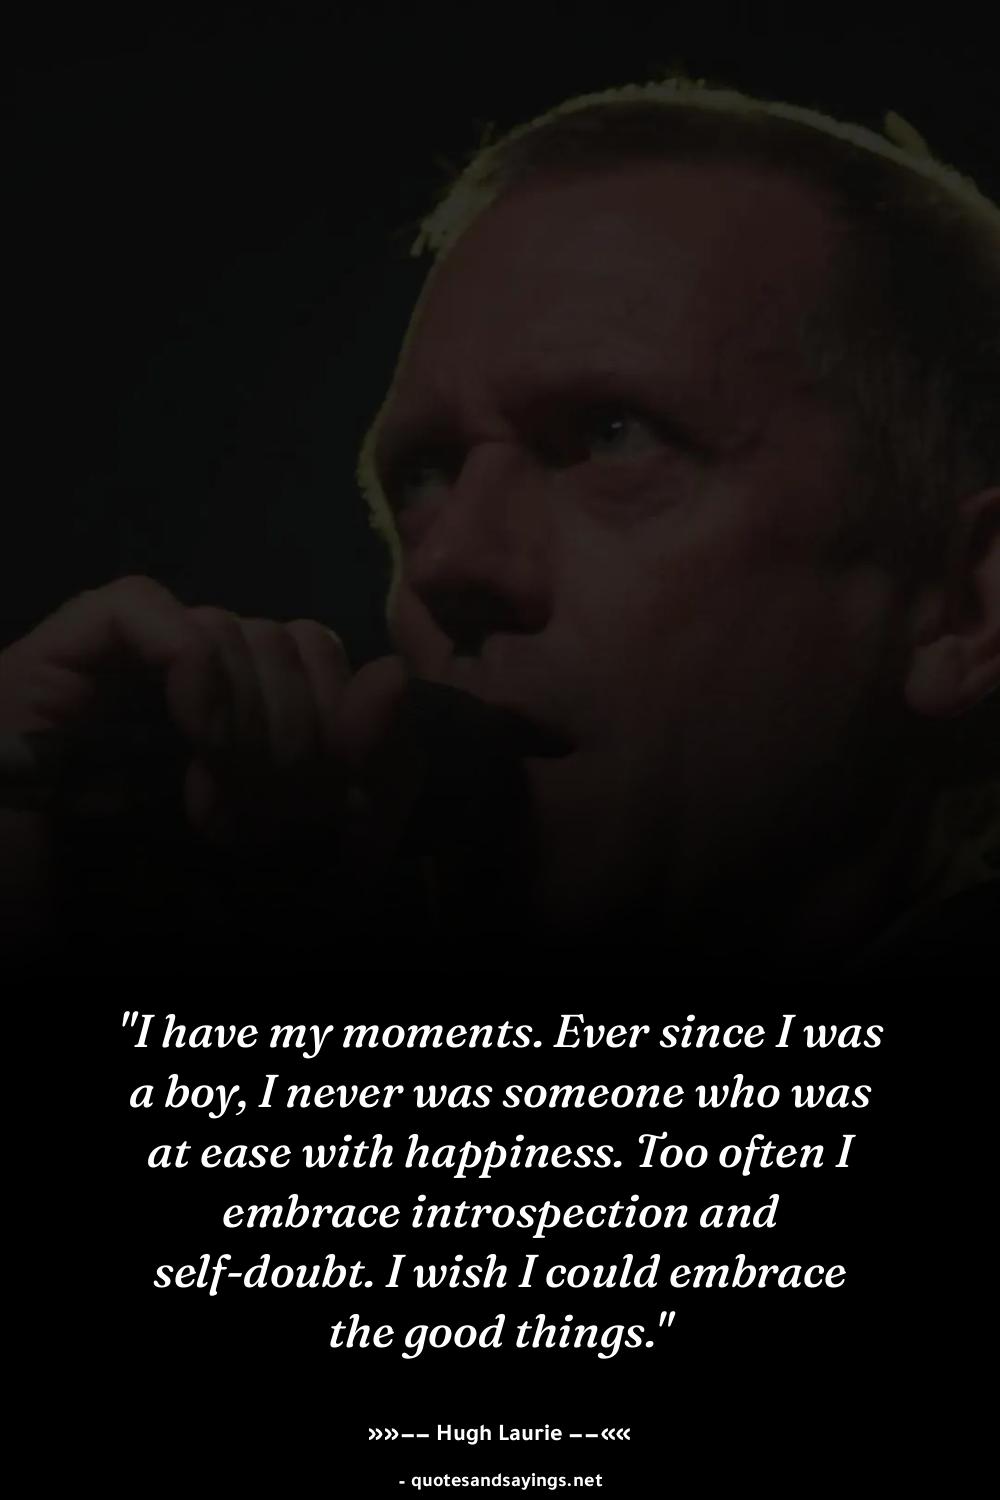 "I have my moments. Ever since I was
a boy, I never was someone who was
at ease with happiness. Too often I
embrace introspection and
self-doubt. I wish I could embrace
the good things."
»»—— Hugh Laurie ——««
- quotesandsayings.net